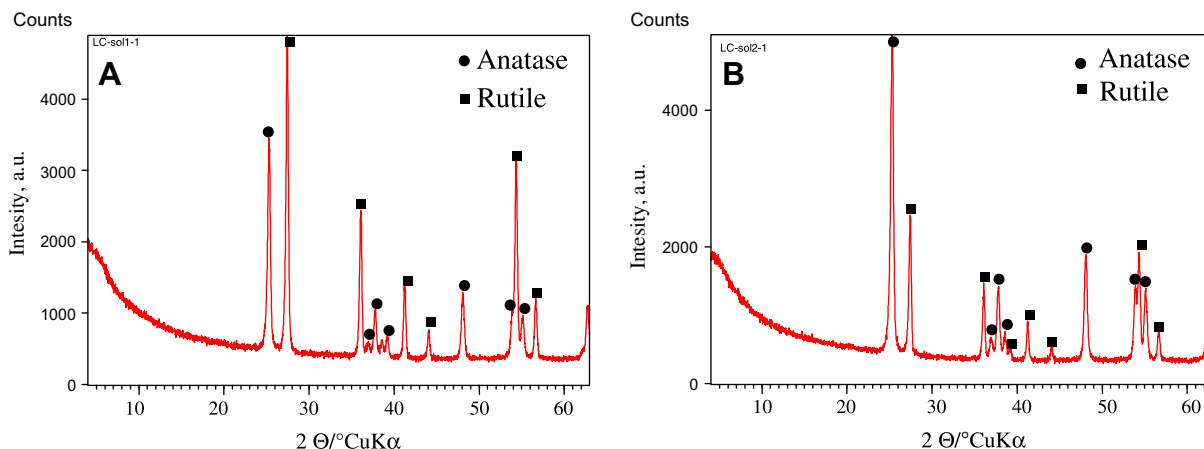 Counts
LC-sol1-1
A
Anatase
Rutile
Intesity, a.u.
4000
3000
2000
1000
0
10 20 30 40 50 60
2 Θ/°CuKα
Counts
LC-sol2-1
B
Anatase
Rutile
Intesity, a.u.
4000
2000
0
10 20 30 40 50 60
2 Θ/°CuKα